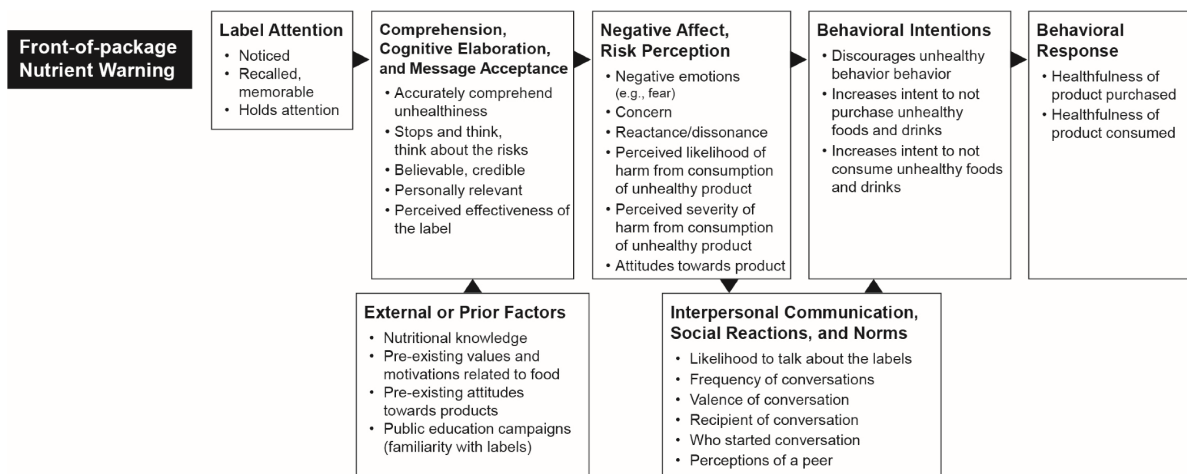 Front-of-package
Nutrient Warning
Label Attention
• Noticed
• Recalled,
memorable
• Holds attention
Comprehension,
Cognitive Elaboration,
and Message Acceptance
• Accurately comprehend
unhealthiness
• Stops and think,
think about the risks
• Believable, credible
• Personally relevant
• Perceived effectiveness of
the label
Negative Affect,
Risk Perception
• Negative emotions
(e.g., fear)
• Concern
• Reactance/dissonance
• Perceived likelihood of
harm from consumption
of unhealthy product
• Perceived severity of
harm from consumption
of unhealthy product
• Attitudes towards product
Behavioral Intentions
• Discourages unhealthy
behavior behavior
• Increases intent to not
purchase unhealthy
foods and drinks
• Increases intent to not
consume unhealthy foods
and drinks
Behavioral
Response
• Healthfulness of
product purchased
• Healthfulness of
product consumed
External or Prior Factors
• Nutritional knowledge
• Pre-existing values and
motivations related to food
• Pre-existing attitudes
towards products
• Public education campaigns
(familiarity with labels)
Interpersonal Communication,
Social Reactions, and Norms
• Likelihood to talk about the labels
• Frequency of conversations
• Valence of conversation
• Recipient of conversation
• Who started conversation
• Perceptions of a peer